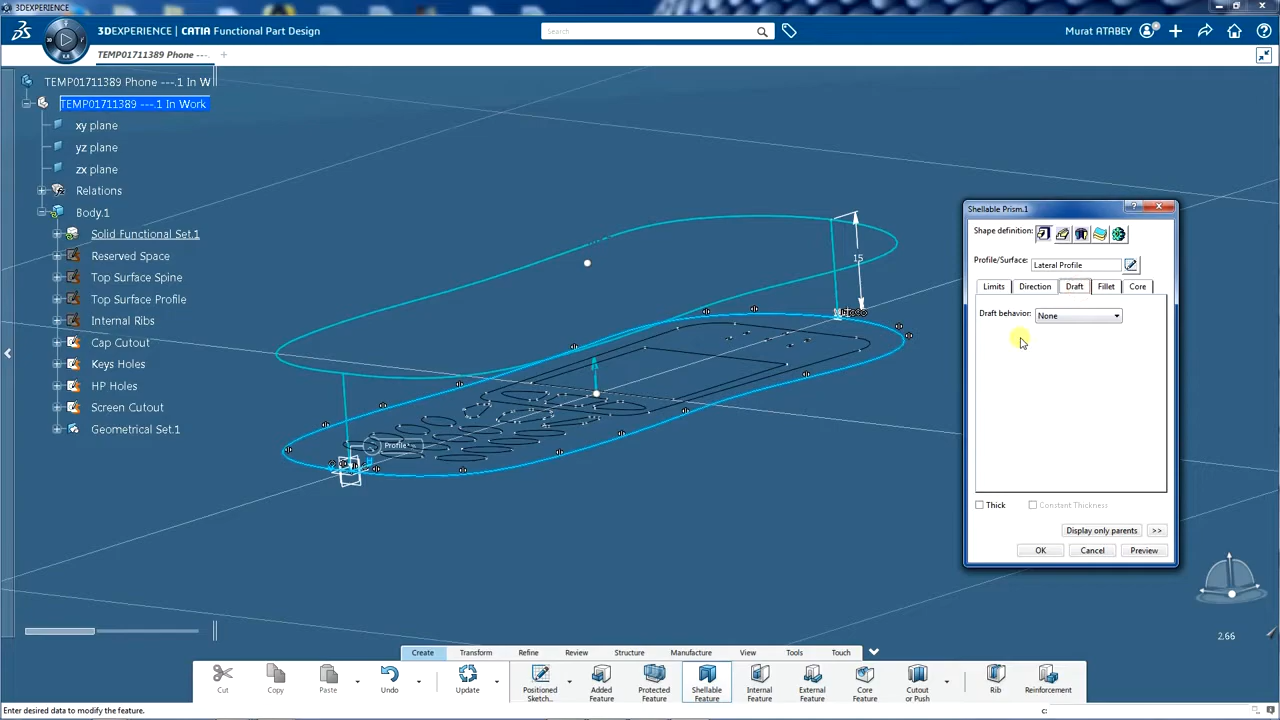 3DEXPERIENCE
3DEXPERIENCE | CATIA Functional Part Design
Search
Murat ATABEY
TEMP01711389 Phone ---.
TEMP01711389 Phone ---.1 In W
TEMP01711389 ---.1 In Work
xy plane
yz plane
zx plane
Relations
Body.1
Solid Functional Set.1
Reserved Space
Top Surface Spine
Top Surface Profile
Internal Ribs
Cap Cutout
Keys Holes
HP Holes
Screen Cutout
Geometrical Set.1
15
Profile
Shellable Prism.1
Shape definition:
Profile/Surface: Lateral Profile
Limits Direction Draft Fillet Core
Draft behavior: None
Thick Constant Thickness
Display only parents >>
OK Cancel Preview
2.66
Create Transform Refine Review Structure Manufacture View Tools Touch
Cut Copy Paste Undo Update Positioned Sketch... Added Feature Protected Feature Shellable Feature Internal Feature External Feature Core Feature Cutout or Push Rib Reinforcement
Enter desired data to modify the feature.
c: